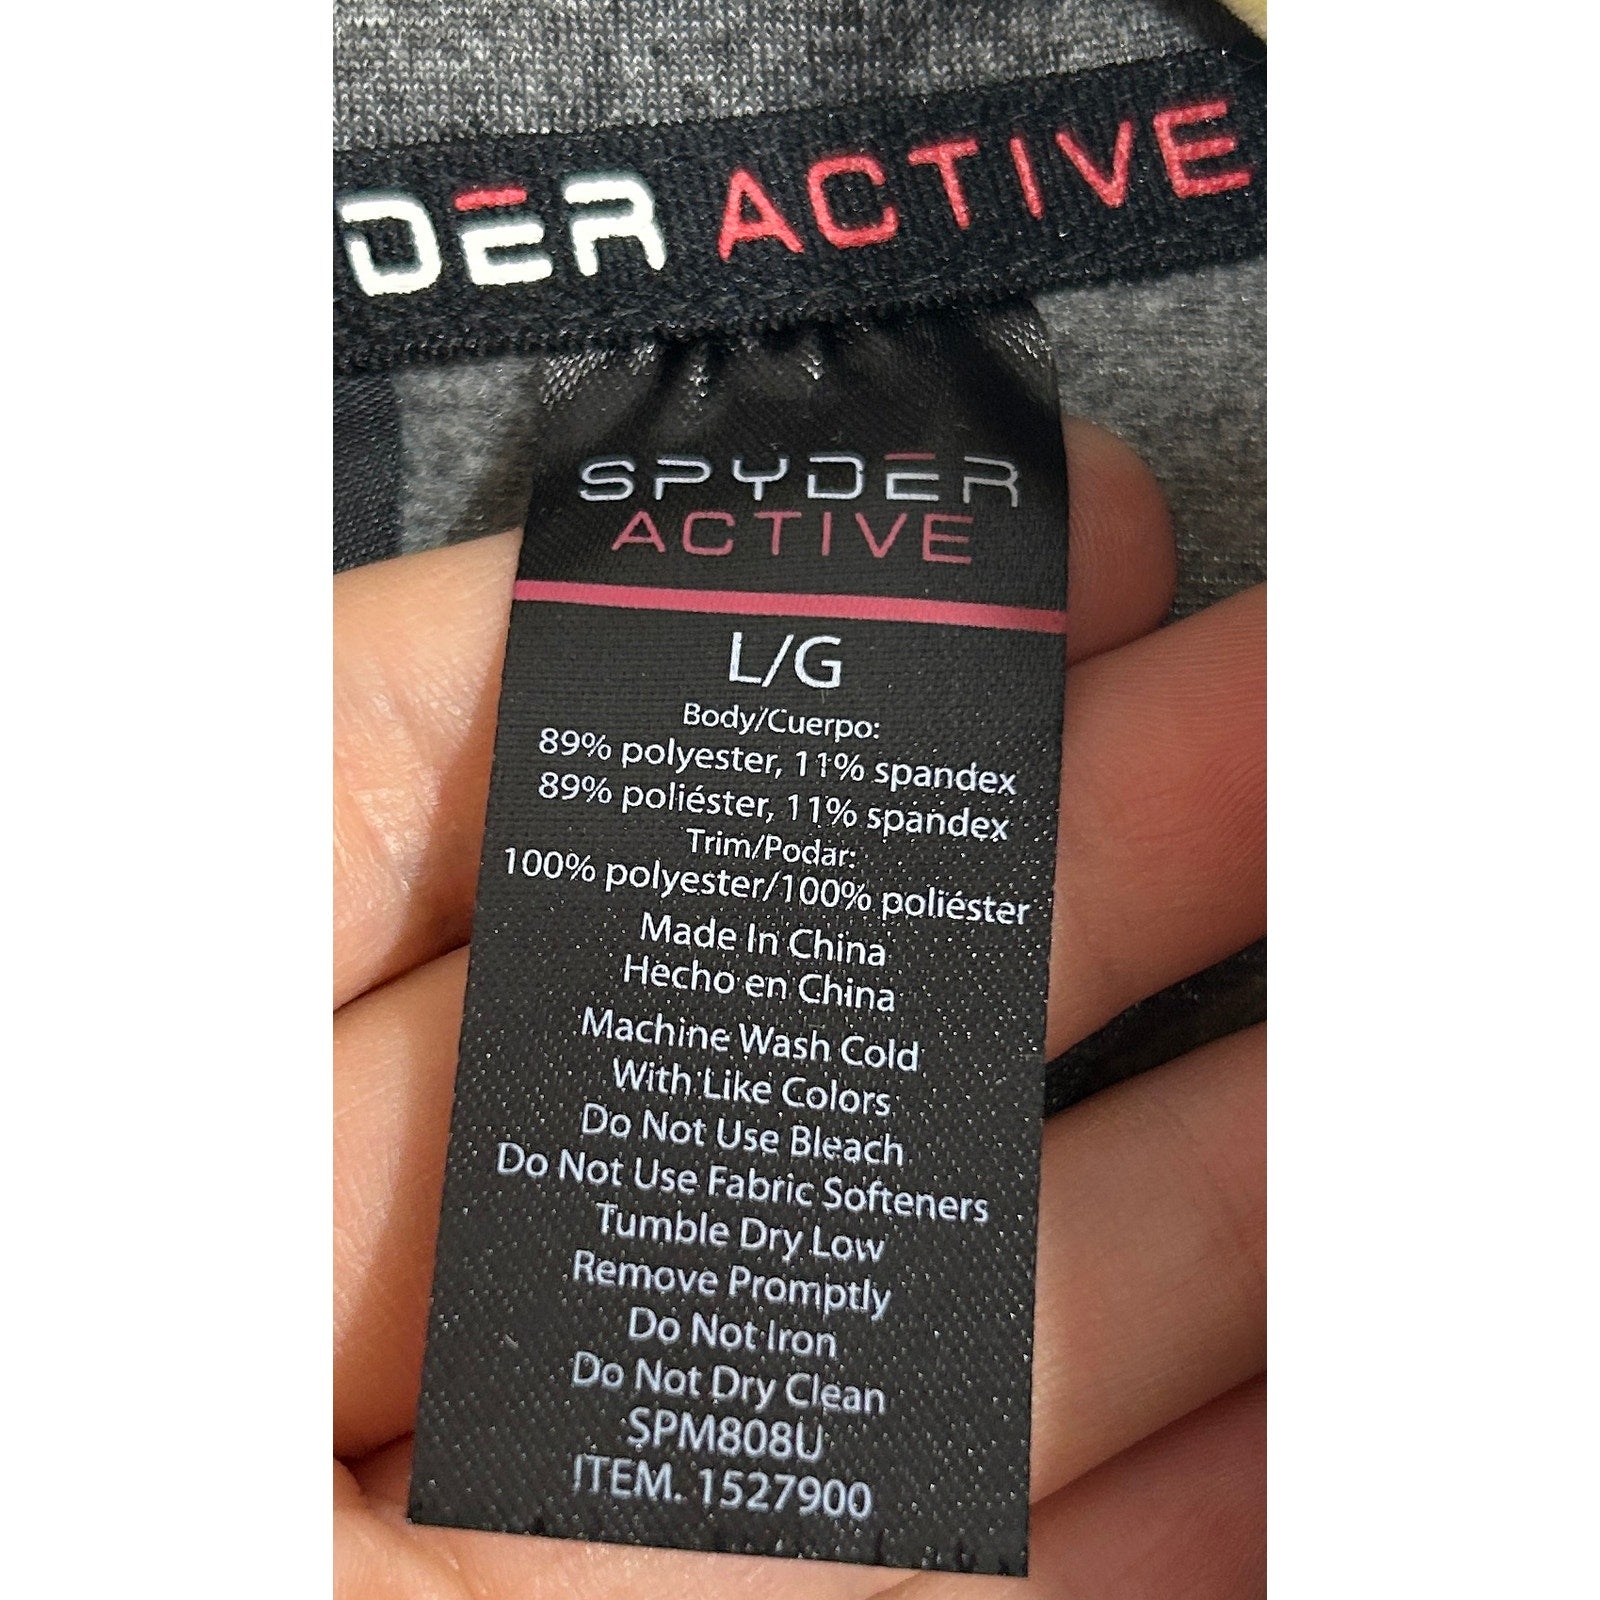 DER ACTIVE
SPYDER
ACTIVE
L/G
Body/Cuerpo:
89% polyester, 11% spandex
89% poliéster, 11% spandex
Trim/Podar:
100% polyester/100% poliéster
Made In China
Hecho en China
Machine Wash Cold
With Like Colors
Do Not Use Bleach
Do Not Use Fabric Softeners
Tumble Dry Low
Remove Promptly
Do Not Iron
Do Not Dry Clean
SPM808U
ITEM. 1527900